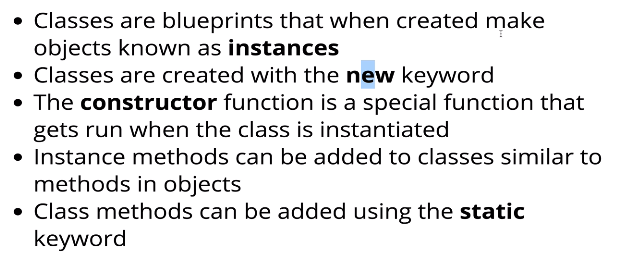 • Classes are blueprints that when created make
objects known as instances
• Classes are created with the new keyword
• The constructor function is a special function that
gets run when the class is instantiated
• Instance methods can be added to classes similar to
methods in objects
• Class methods can be added using the static
keyword